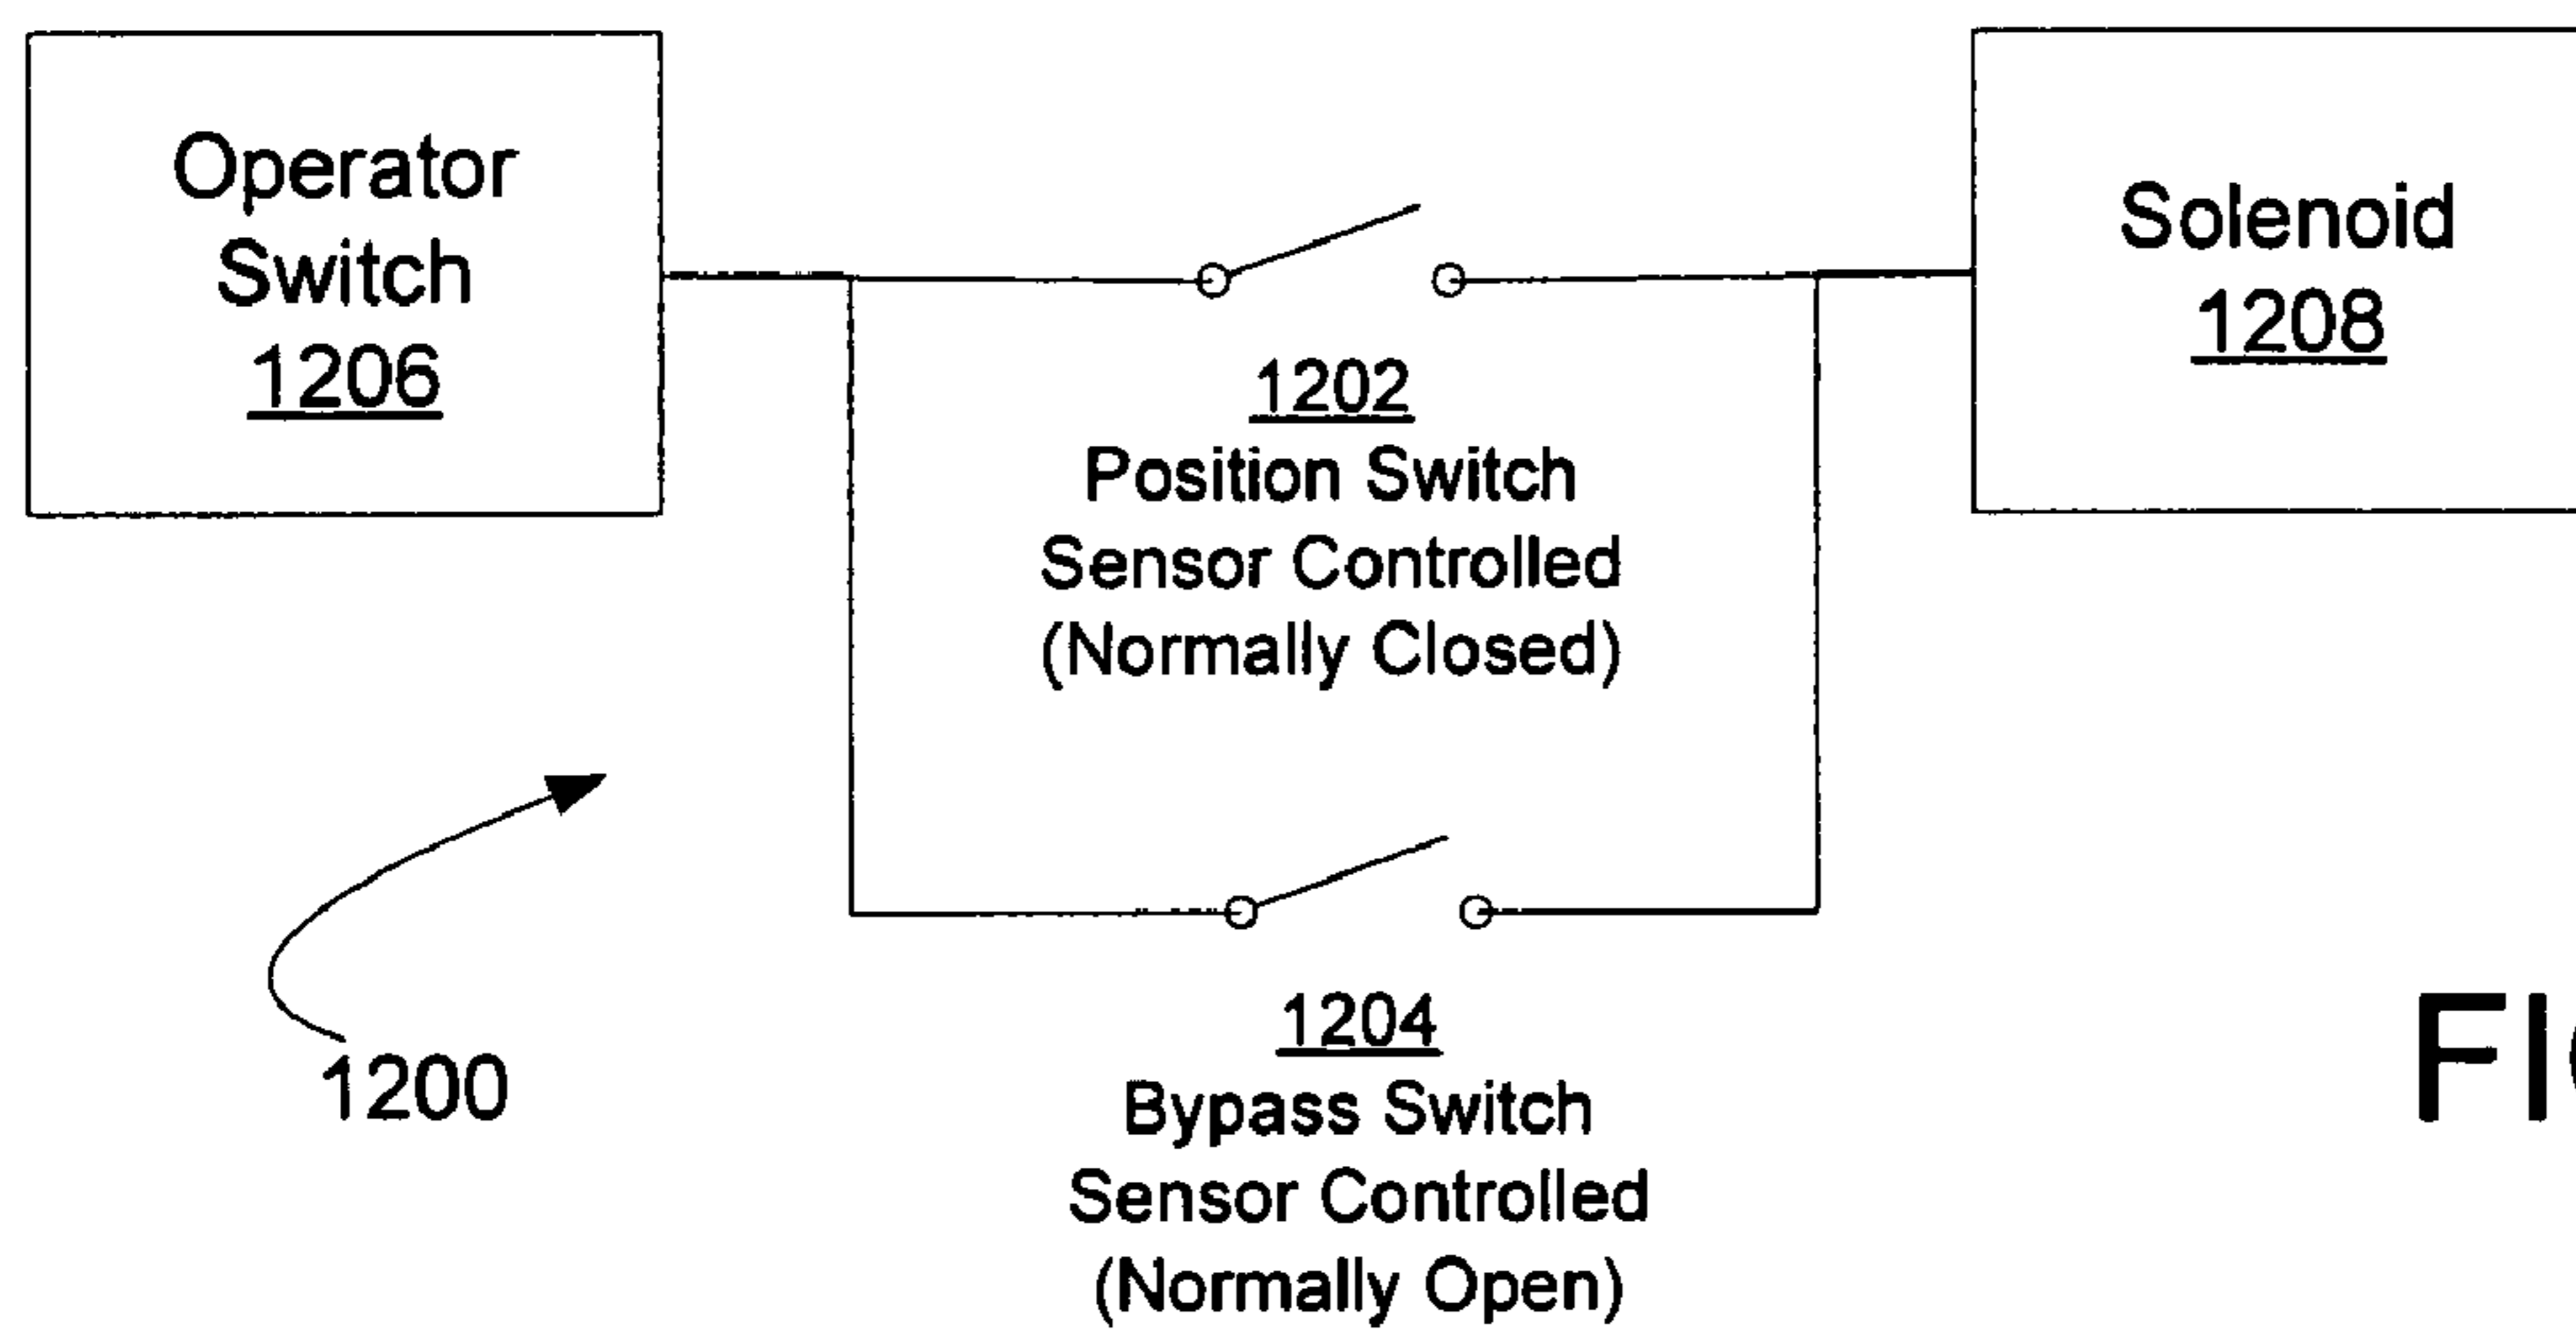 Operator
Switch
1206
Solenoid
1208
1202
Position Switch
Sensor Controlled
(Normally Closed)
1200
1204
Bypass Switch
Sensor Controlled
(Normally Open)